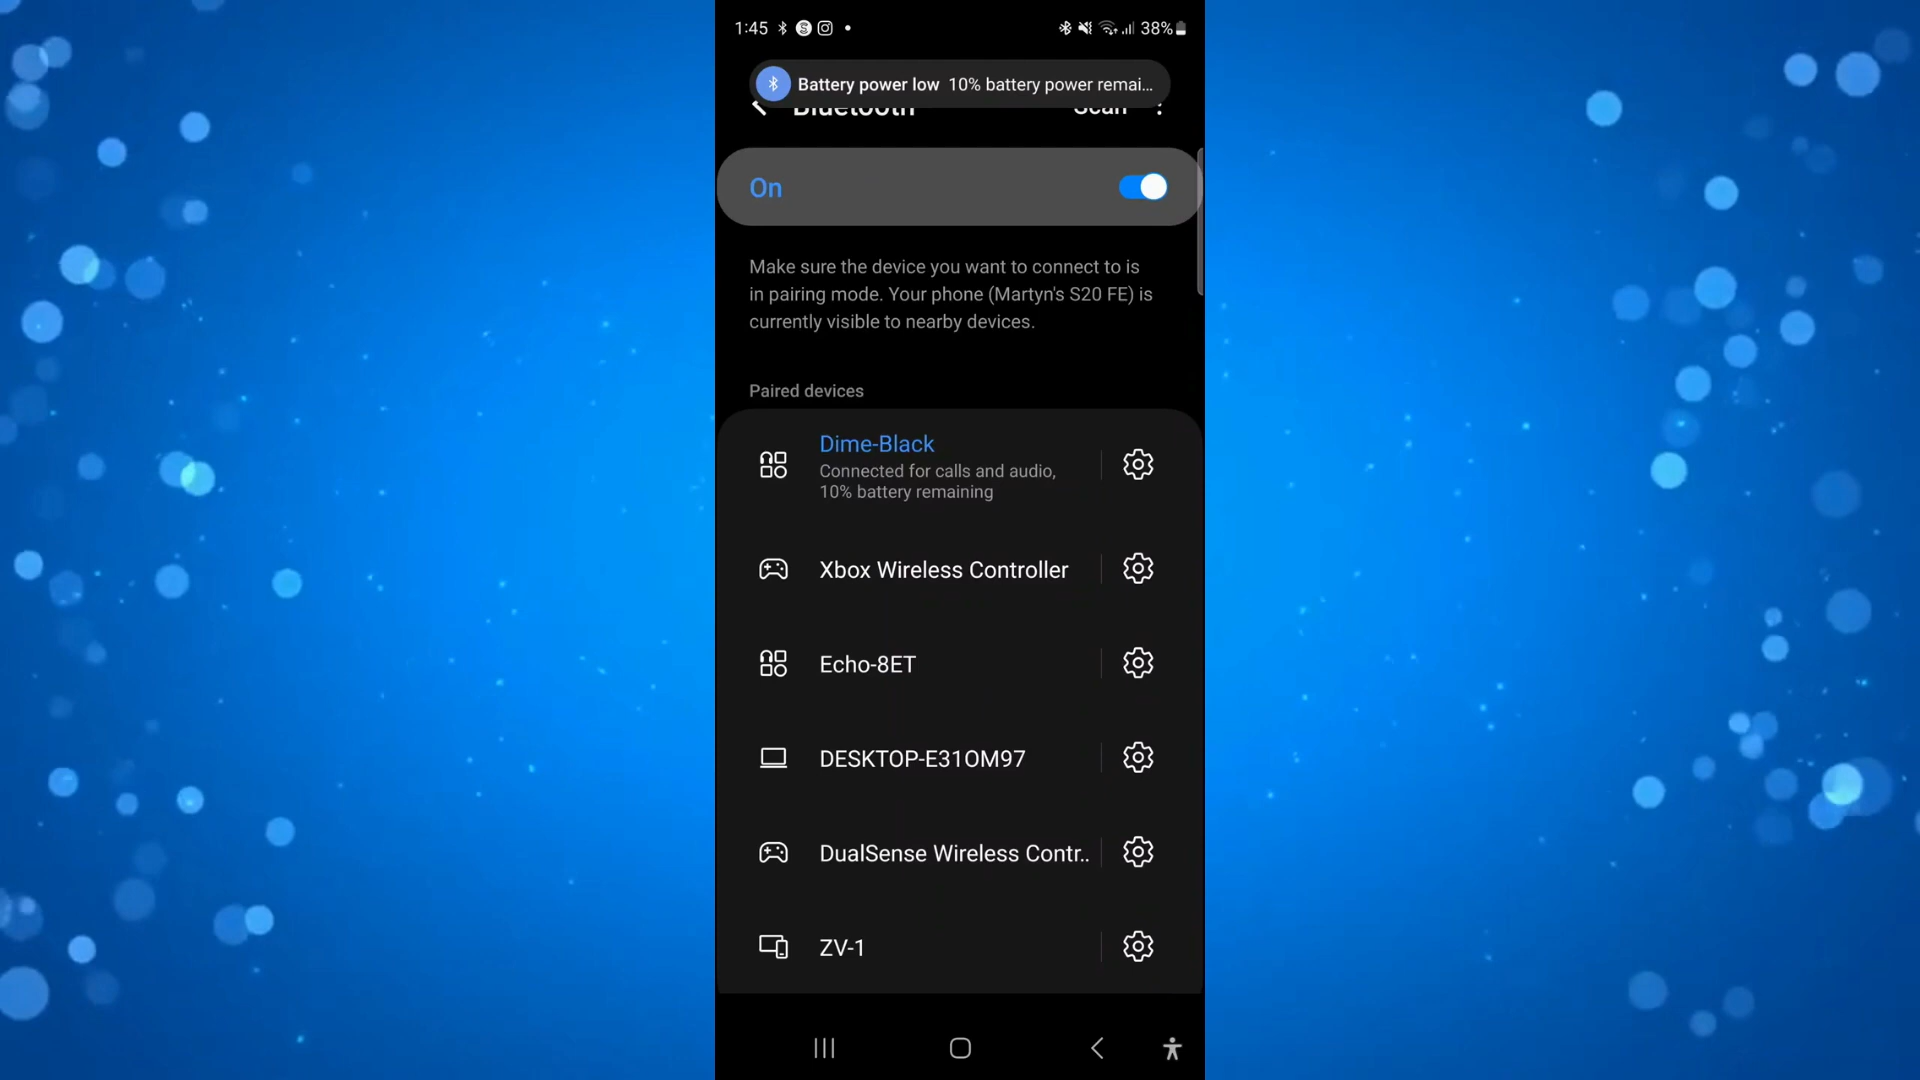 1:45
38%
Battery power low 10% battery power remai...
Bluetooth
Scan
On
Make sure the device you want to connect to is
in pairing mode. Your phone (Martyn's S20 FE) is
currently visible to nearby devices.
Paired devices
Dime-Black
Connected for calls and audio,
10% battery remaining
Xbox Wireless Controller
Echo-8ET
DESKTOP-E31OM97
DualSense Wireless Contr..
ZV-1